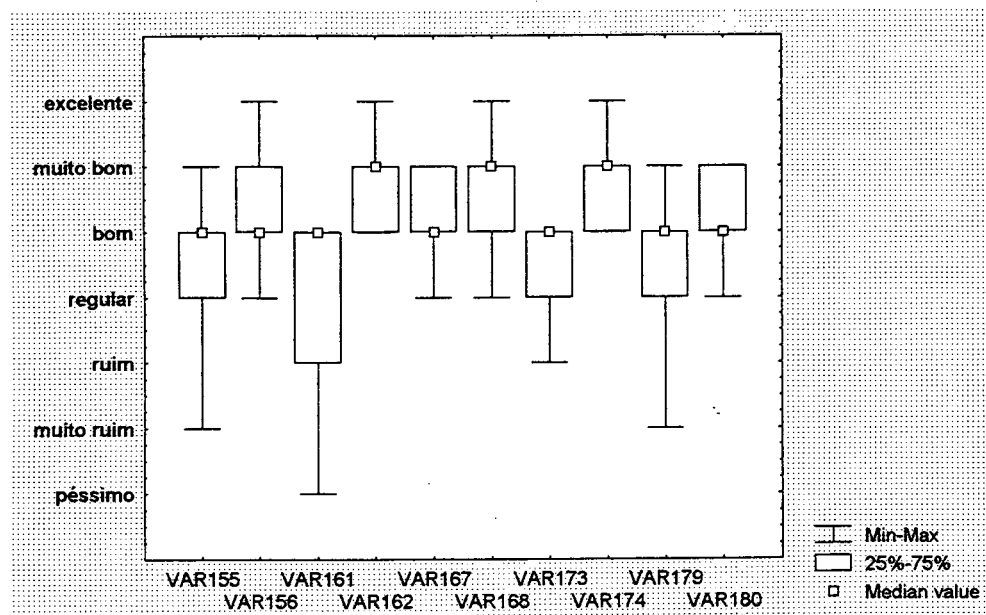 excelente
muito bom
bom
regular
ruim
muito ruim
péssimo
VAR155 VAR161 VAR167 VAR173 VAR179
VAR156 VAR162 VAR168 VAR174 VAR180
Min-Max
25%-75%
Median value